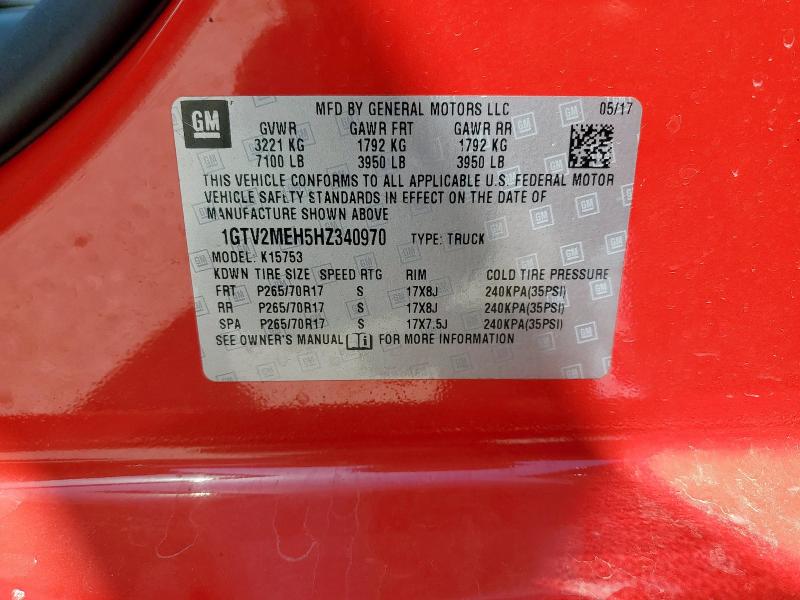 GM MFD BY GENERAL MOTORS LLC 05/17
GVWR GAWR FRT GAWR RR
3221 KG 1792 KG 1792 KG
7100 LB 3950 LB 3950 LB
THIS VEHICLE CONFORMS TO ALL APPLICABLE U.S. FEDERAL MOTOR
VEHICLE SAFETY STANDARDS IN EFFECT ON THE DATE OF
MANUFACTURE SHOWN ABOVE
1GTV2MEH5HZ340970 TYPE: TRUCK
MODEL: K15753
KDWN TIRE SIZE SPEED RTG RIM COLD TIRE PRESSURE
FRT P265/70R17 S 17X8J 240KPA(35PSI)
RR P265/70R17 S 17X8J 240KPA(35PSI)
SPA P265/70R17 S 17X7.5J 240KPA(35PSI)
SEE OWNER'S MANUAL FOR MORE INFORMATION